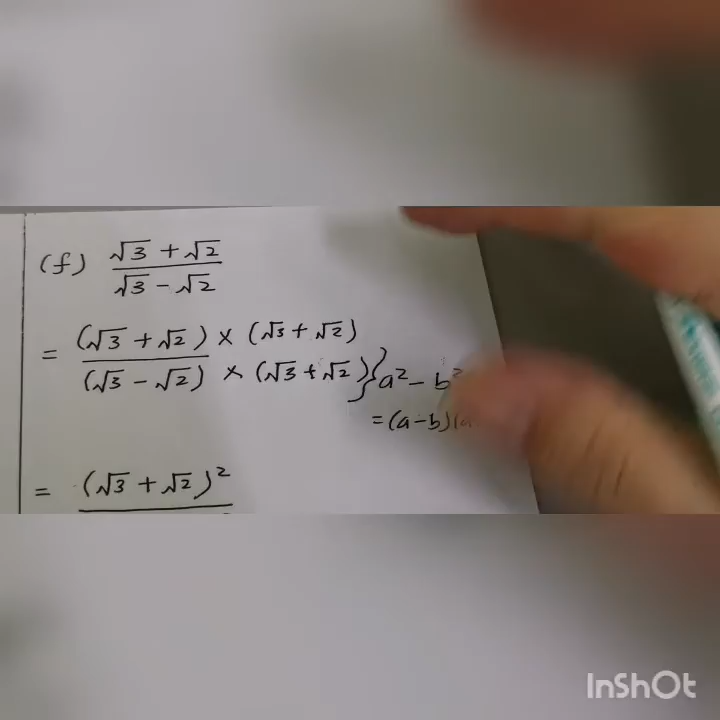 (f) √3 + √2
√3 − √2
= (√3 + √2) × (√3 + √2)
(√3 − √2) × (√3 + √2) } a² − b²
= (a − b)(a
= (√3 + √2)²
InShOt